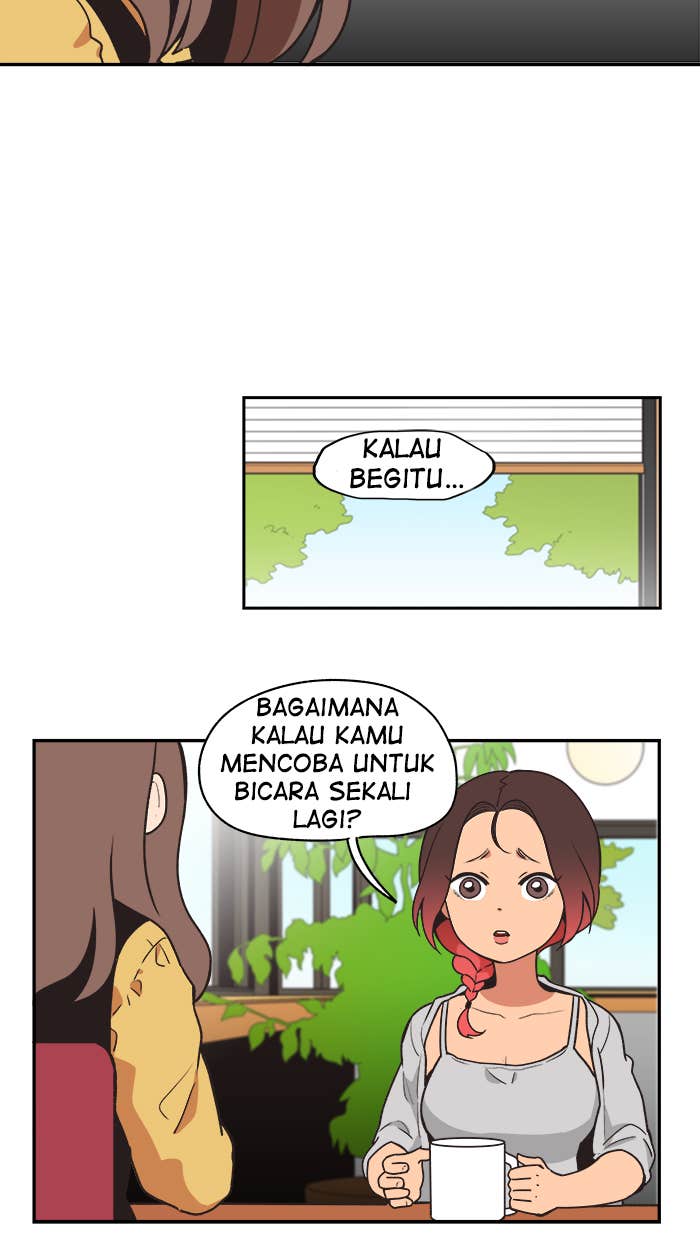 KALAU
BEGITU...
BAGAIMANA
KALAU KAMU
MENCOBA UNTUK
BICARA SEKALI
LAGI?